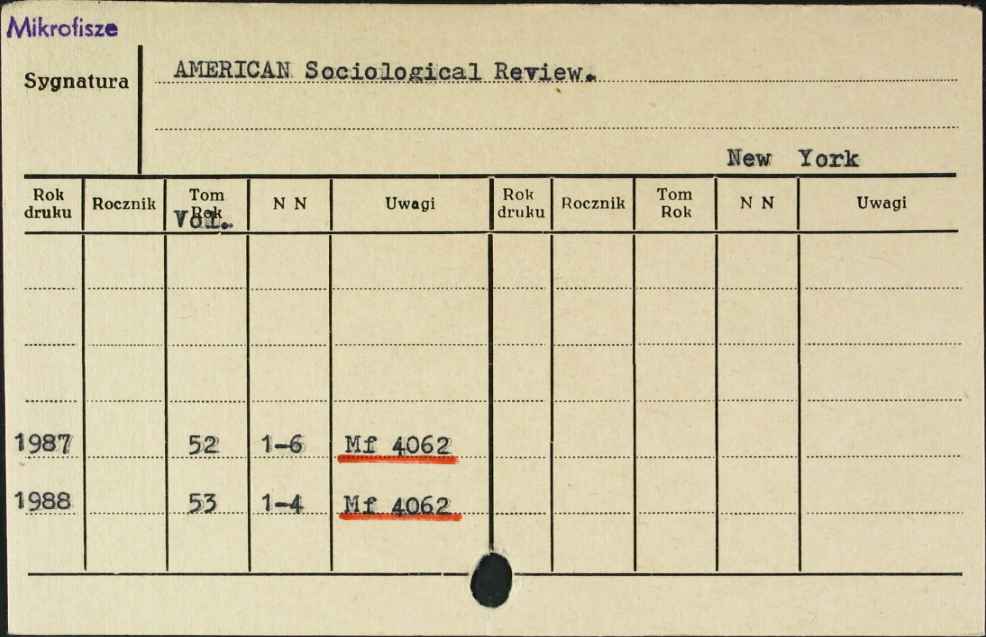 Mikrofisze
Sygnatura
AMERICAN Sociological Review.
New York
Rok druku Rocznik Tom Rok N N Uwagi Rok druku Rocznik Tom Rok N N Uwagi
Vol.
1987 52 1-6 Mf 4062
1988 53 1-4 Mf 4062